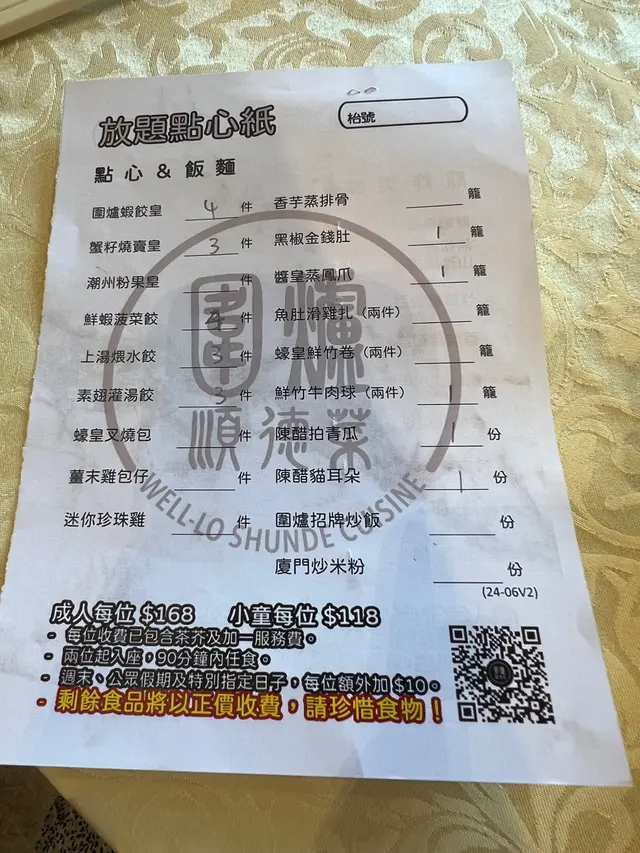 放題點心紙
枱號
點心 & 飯麵
圍爐蝦餃皇 4 件 香芋蒸排骨 籠
蟹籽燒賣皇 3 件 黑椒金錢肚 1 籠
潮州粉果皇 件 醬皇蒸鳳爪 1 籠
鮮蝦菠菜餃 4 件 魚肚滑雞扎 (兩件) 籠
上湯煨水餃 3 件 蠔皇鮮竹卷 (兩件) 籠
素翅灌湯餃 3 件 鮮竹牛肉球 (兩件) 1 籠
蠔皇叉燒包 件 陳醋拍青瓜 1 份
薑末雞包仔 件 陳醋貓耳朵 1 份
迷你珍珠雞 件 圍爐招牌炒飯 份
廈門炒米粉 份
(24-06V2)
圍爐
順德菜
WELL-LO SHUNDE CUISINE
成人每位 $168 小童每位 $118
- 每位收費已包含茶芥及加一服務費。
- 兩位起入座，90分鐘內任食。
- 週末、公眾假期及特別指定日子，每位額外加 $10。
- 剩餘食品將以正價收費，請珍惜食物！